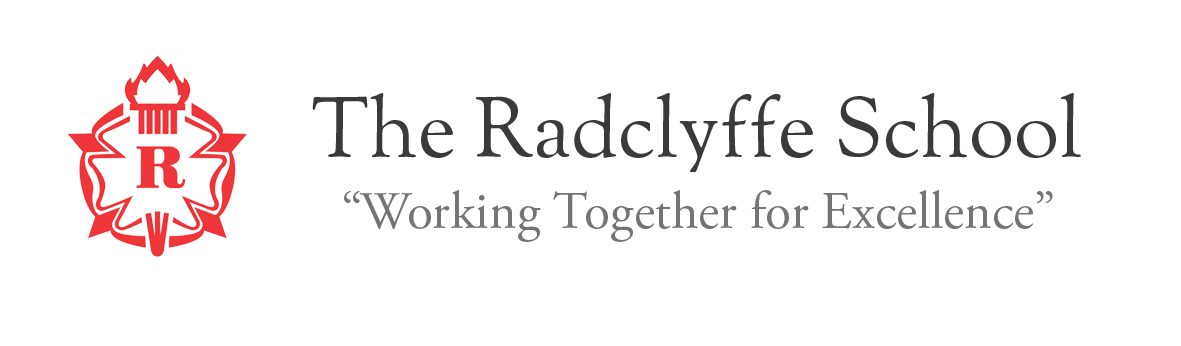 R
The Radclyffe School
“Working Together for Excellence”